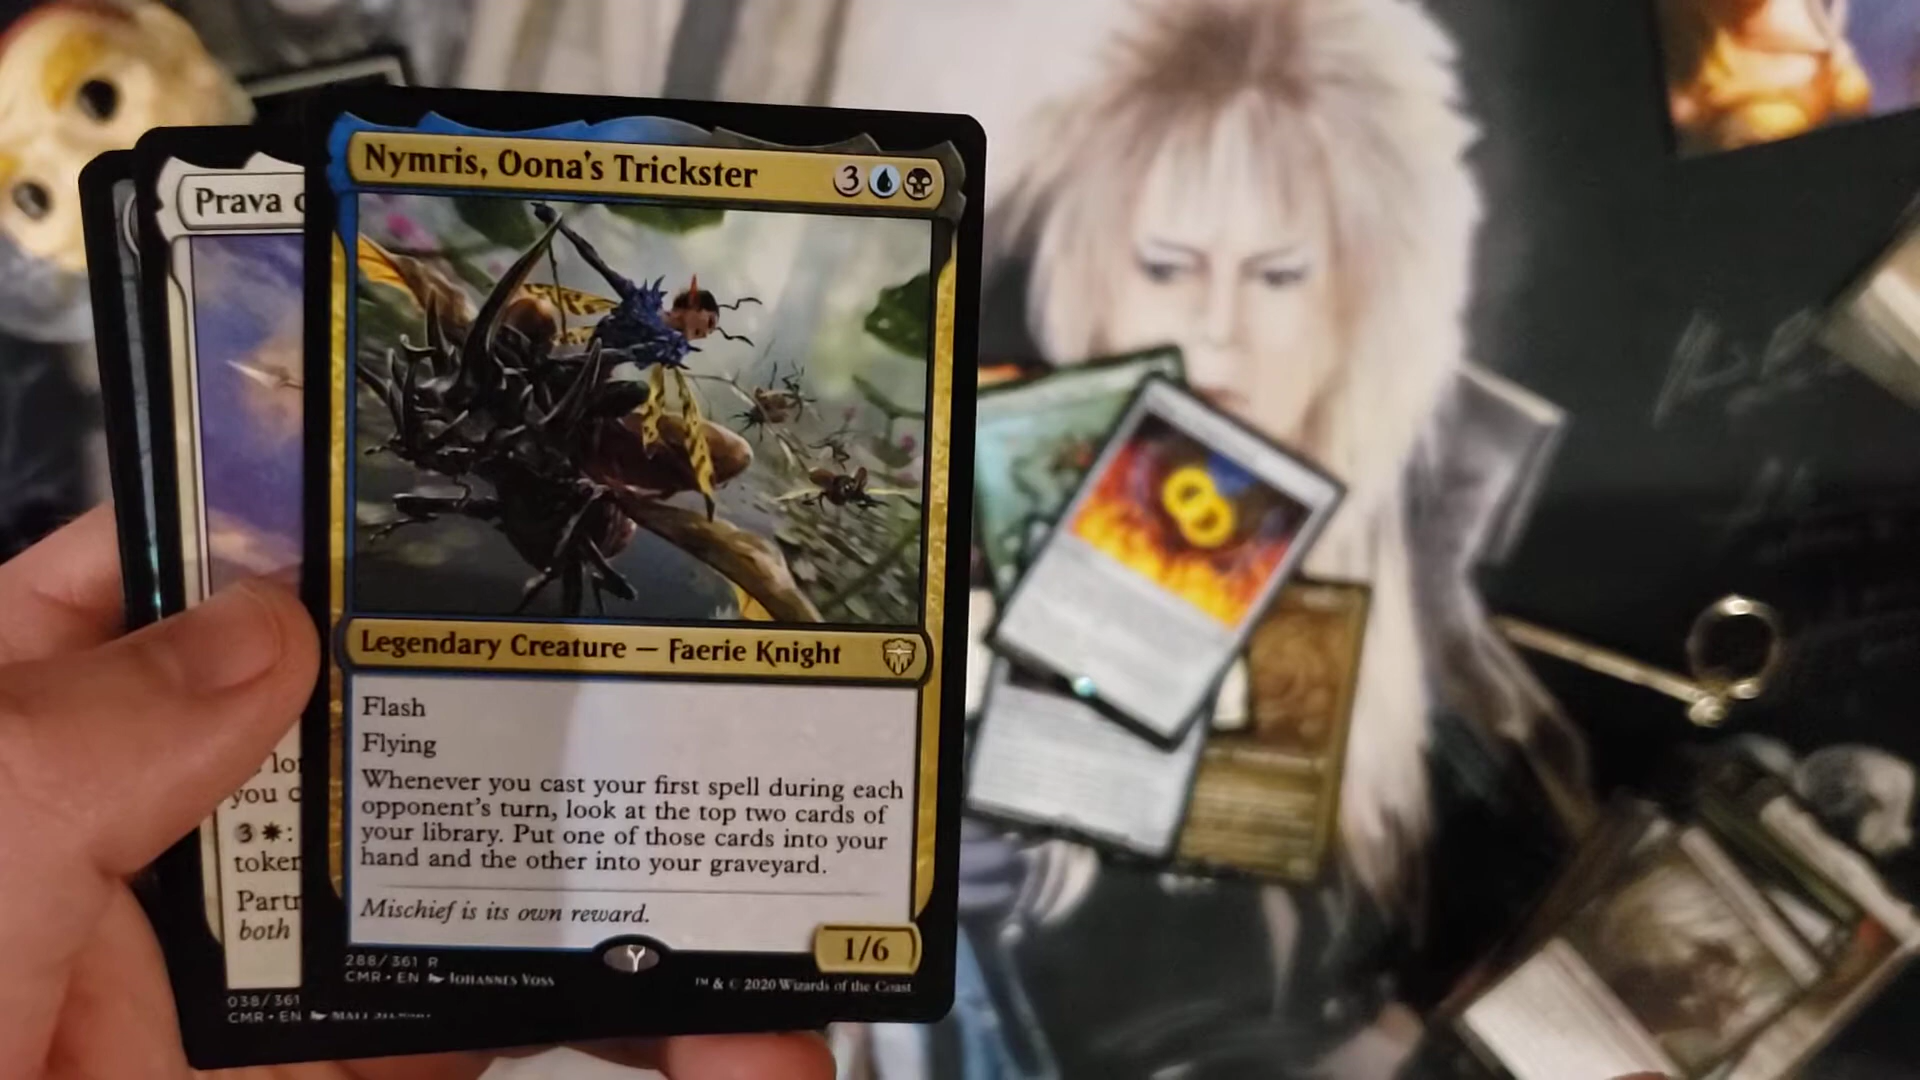 Nymris, Oona's Trickster
3
Legendary Creature — Faerie Knight
Flash
Flying
Whenever you cast your first spell during each
opponent's turn, look at the top two cards of
your library. Put one of those cards into your
hand and the other into your graveyard.
Mischief is its own reward.
1/6
288/361 R
CMR • EN Johannes Voss
™ & © 2020 Wizards of the Coast
Prava
you
3 :
both
038/361
CMR • EN